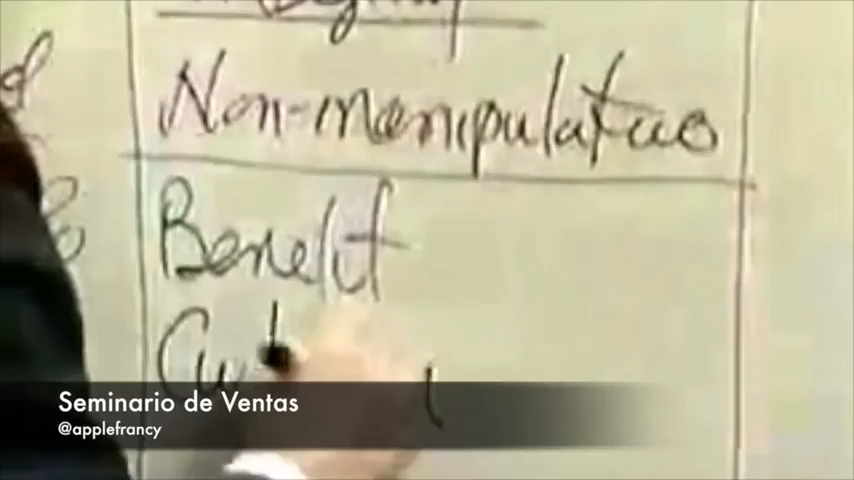 Non-manipulative
Benefit
Seminario de Ventas
@applefrancy